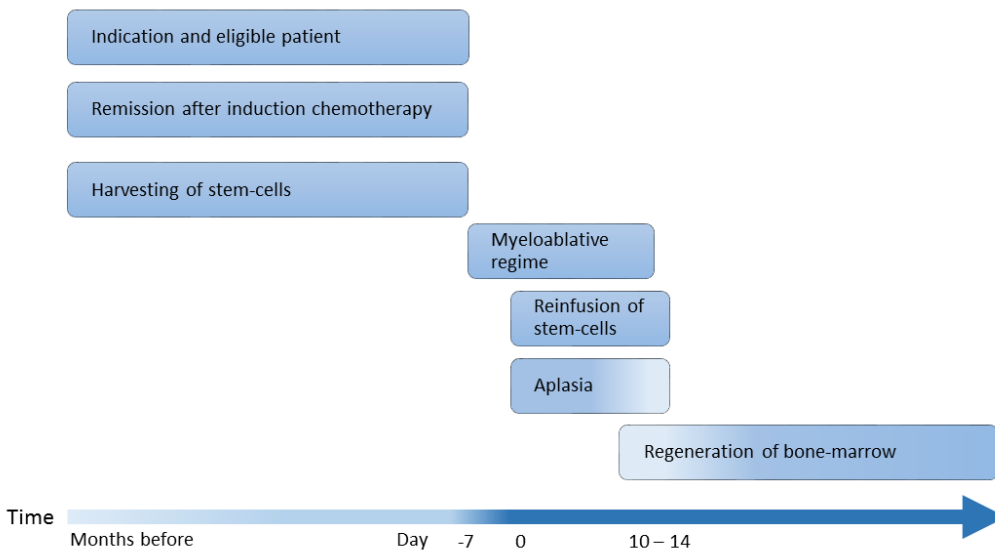 Indication and eligible patient
Remission after induction chemotherapy
Harvesting of stem-cells
Myeloablative
regime
Reinfusion of
stem-cells
Aplasia
Regeneration of bone-marrow
Time
Months before Day -7 0 10 – 14